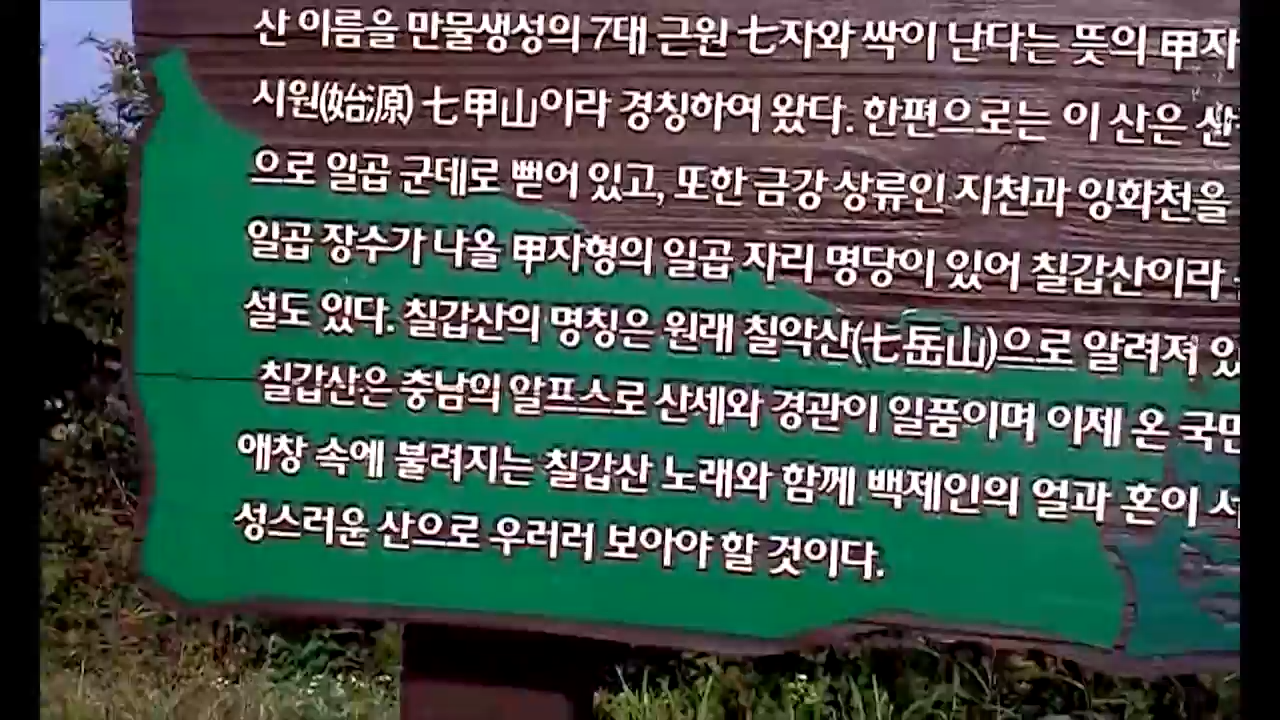 산 이름을 만물생성의 7대 근원 七자와 싹이 난다는 뜻의 甲자
시원(始源) 七甲山이라 경칭하여 왔다. 한편으로는 이 산은
으로 일곱 군데로 뻗어 있고, 또한 금강 상류인 지천과 잉화천을
일곱 장수가 나올 甲자형의 일곱 자리 명당이 있어 칠갑산이라
설도 있다. 칠갑산의 명칭은 원래 칠악산(七岳山)으로 알려져
칠갑산은 충남의 알프스로 산세와 경관이 일품이며 이제 온 국민
애창 속에 불려지는 칠갑산 노래와 함께 백제인의 얼과 혼이
성스러운 산으로 우러러 보아야 할 것이다.